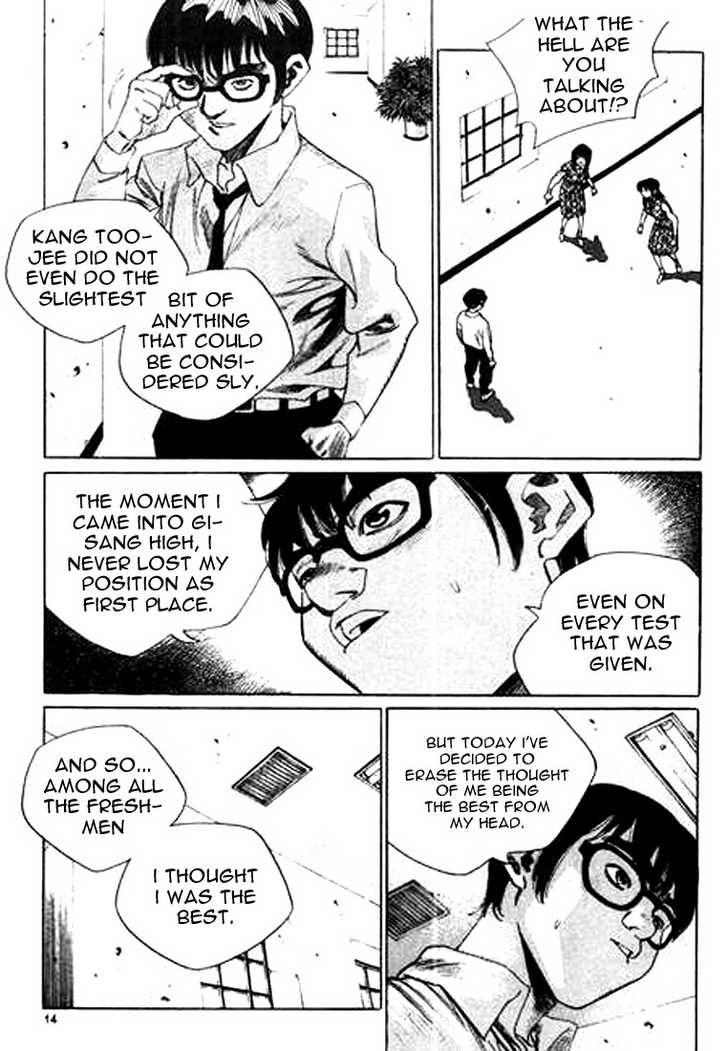 KANG TOO-
JEE DID NOT
EVEN DO THE
SLIGHTEST
BIT OF
ANYTHING
THAT COULD
BE CONSI-
DERED SLY.
WHAT THE
HELL ARE
YOU
TALKING
ABOUT!?
THE MOMENT I
CAME INTO GI-
SANG HIGH, I
NEVER LOST MY
POSITION AS
FIRST PLACE.
EVEN ON
EVERY TEST
THAT WAS
GIVEN.
AND SO...
AMONG ALL
THE FRESH-
MEN
I THOUGHT
I WAS THE
BEST.
BUT TODAY I'VE
DECIDED TO
ERASE THE THOUGHT
OF ME BEING
THE BEST FROM
MY HEAD.
14